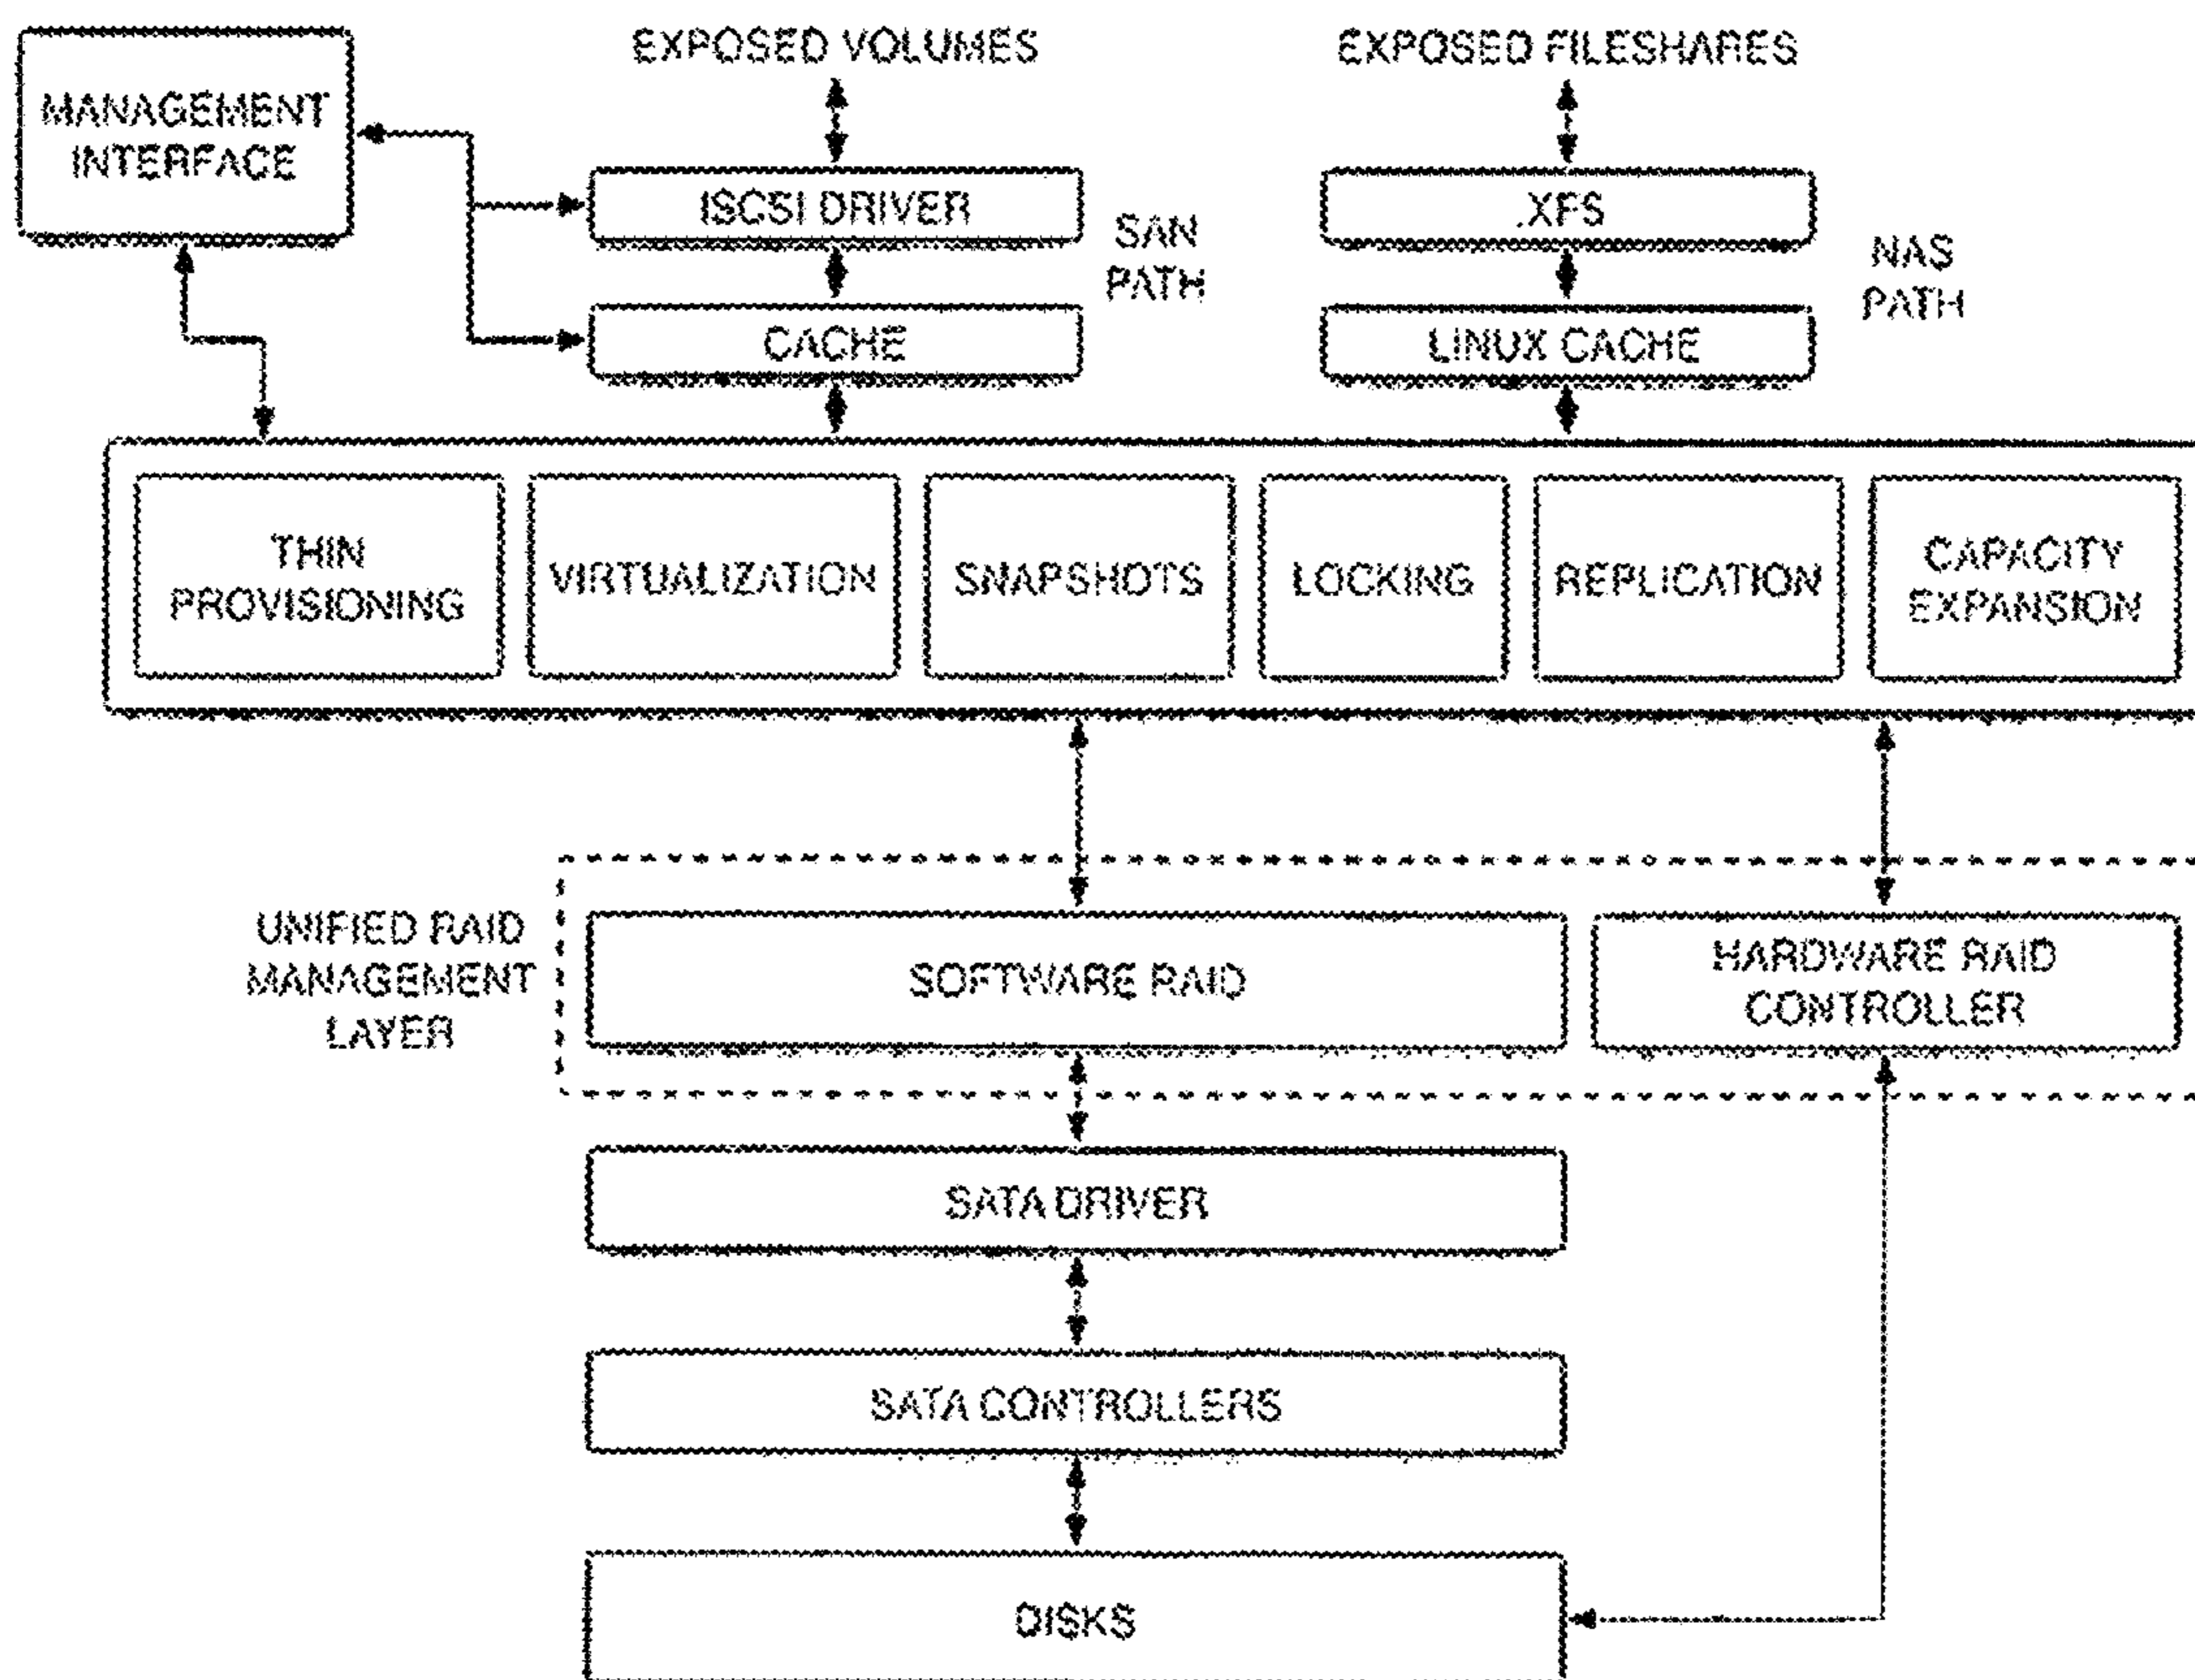 EXPOSED VOLUMES
EXPOSED FILESHARES
MANAGEMENT
INTERFACE
ISCSI DRIVER
.XFS
SAN
PATH
NAS
PATH
CACHE
LINUX CACHE
THIN
PROVISIONING
VIRTUALIZATION
SNAPSHOTS
LOCKING
REPLICATION
CAPACITY
EXPANSION
UNIFIED RAID
MANAGEMENT
LAYER
SOFTWARE RAID
HARDWARE RAID
CONTROLLER
SATA DRIVER
SATA CONTROLLERS
DISKS